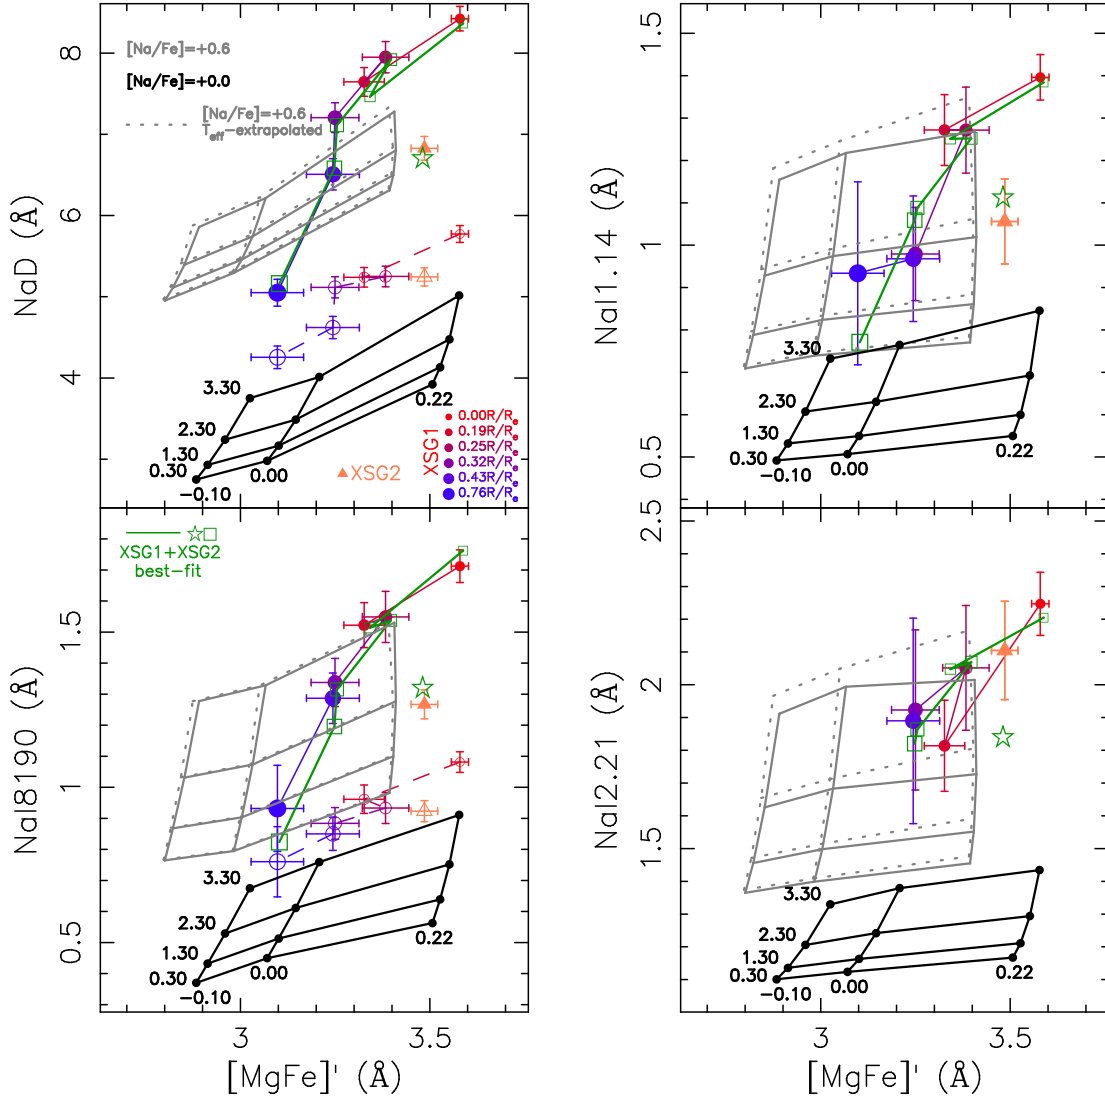 8
6
4
NaD (Å)
[Na/Fe]=+0.6
[Na/Fe]=+0.0
[Na/Fe]=+0.6
Teff-extrapolated
3.30
2.30
1.30
0.30
-0.10
0.00
0.22
XSG2
XSG1
0.00R/Re
0.19R/Re
0.25R/Re
0.32R/Re
0.43R/Re
0.76R/Re
1.5
1
0.5
NaI1.14 (Å)
3.30
2.30
1.30
0.30
-0.10
0.00
0.22
XSG1+XSG2
best-fit
1.5
1
0.5
NaI8190 (Å)
3.30
2.30
1.30
0.30
-0.10
0.00
0.22
3
3.5
[MgFe]' (Å)
2.5
2
1.5
NaI2.21 (Å)
3.30
2.30
1.30
0.30
-0.10
0.00
0.22
3
3.5
[MgFe]' (Å)